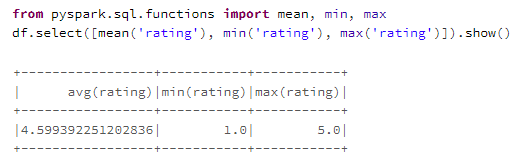 from pyspark.sql.functions import mean, min, max
df.select([mean('rating'), min('rating'), max('rating')]).show()
+-----------------+-----------+-----------+
|      avg(rating)|min(rating)|max(rating)|
+-----------------+-----------+-----------+
|4.599392251202836|        1.0|        5.0|
+-----------------+-----------+-----------+